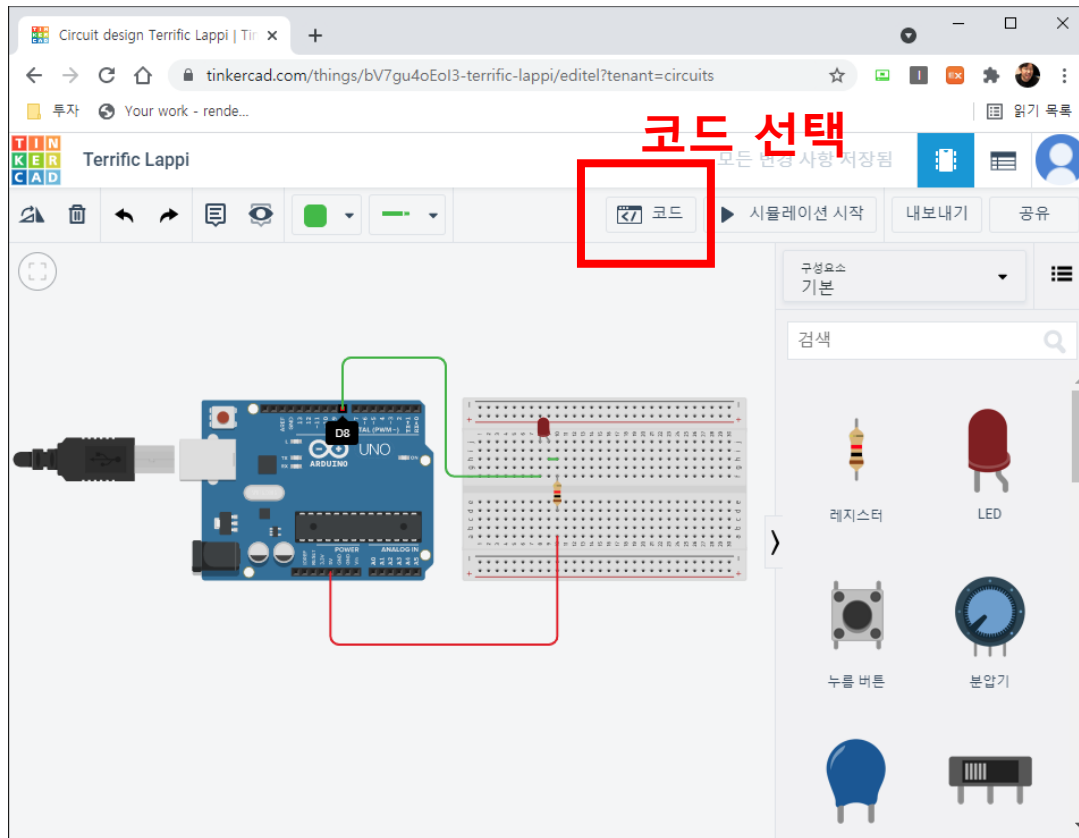 Circuit design Terrific Lappi | Tin
tinkercad.com/things/bV7gu4oEoI3-terrific-lappi/editel?tenant=circuits
투자
Your work - rende...
읽기 목록
코드 선택
TINKERCAD
Terrific Lappi
모든 변경 사항 저장됨
코드
시뮬레이션 시작
내보내기
공유
구성요소
기본
검색
D8
UNO
ARDUINO
POWER
ANALOG IN
레지스터
LED
누름 버튼
분압기